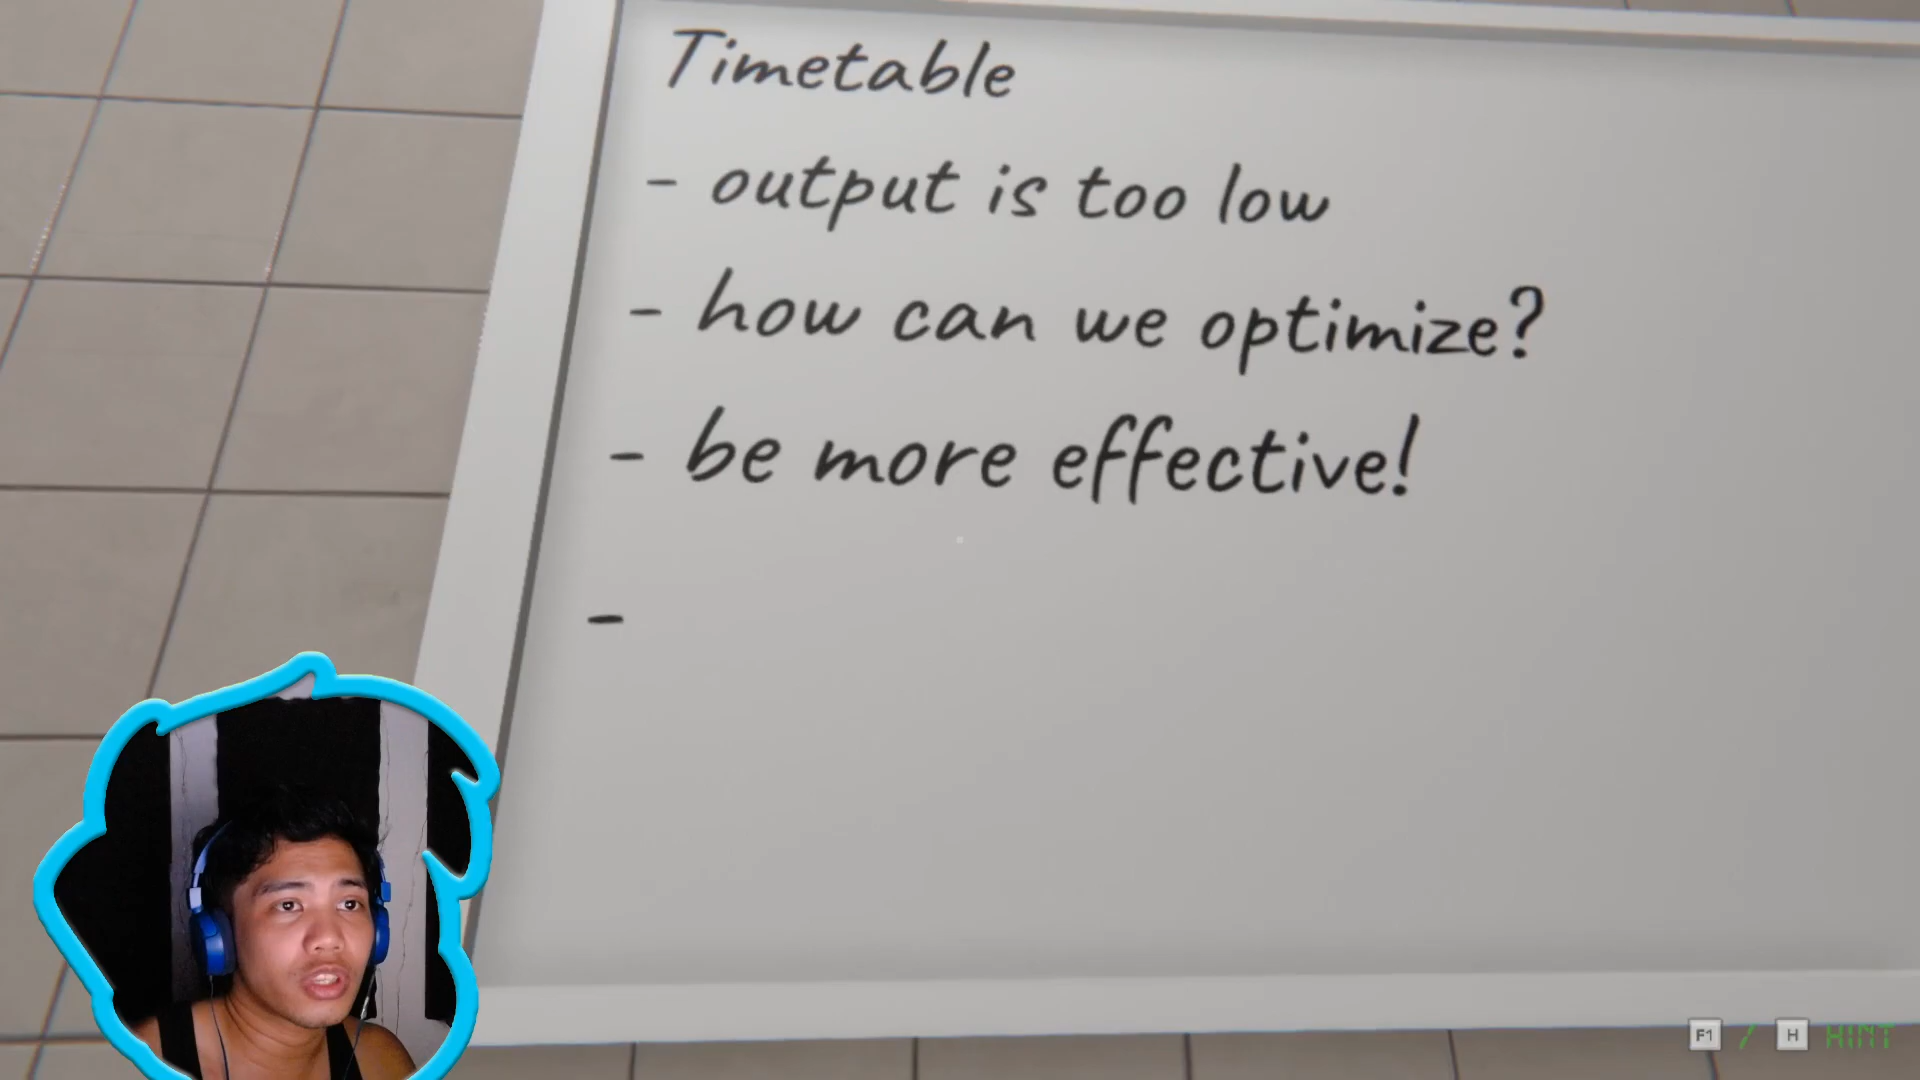 Timetable
- output is too low
- how can we optimize?
- be more effective!
-
F1 / H HINT